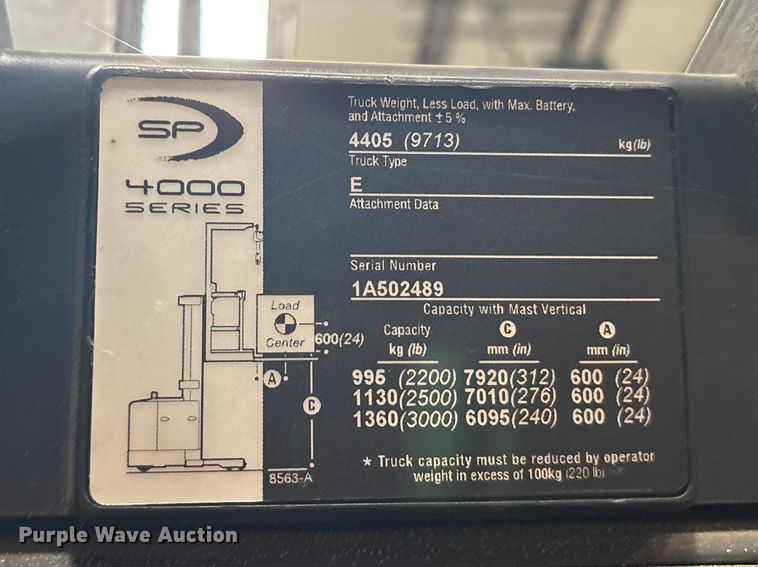 SP
4000
SERIES
Load
Center
600(24)
A
C
8563-A
Truck Weight, Less Load, with Max. Battery,
and Attachment ± 5 %
4405 (9713) kg(lb)
Truck Type
E
Attachment Data
Serial Number
1A502489
Capacity with Mast Vertical
Capacity C A
kg (lb) mm (in) mm (in)
995 (2200) 7920(312) 600 (24)
1130(2500) 7010(276) 600 (24)
1360(3000) 6095(240) 600 (24)
* Truck capacity must be reduced by operator
weight in excess of 100kg (220 lb)
Purple Wave Auction